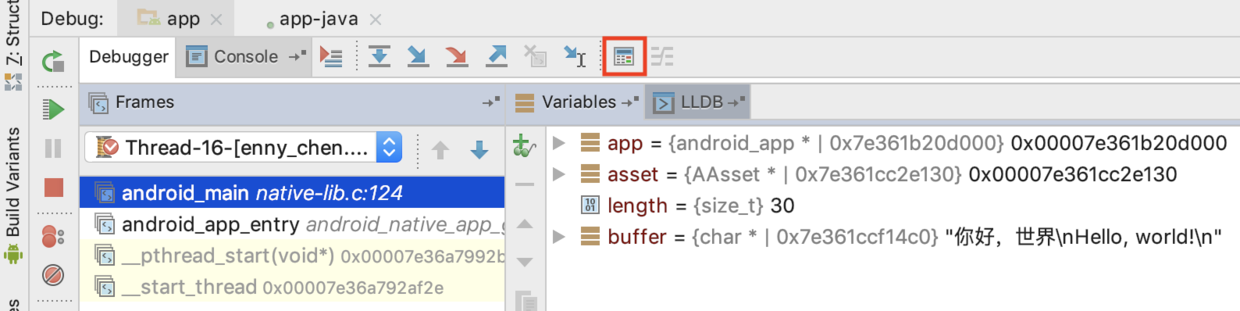 Debug: app app-java
Z: Struct
Debugger Console
Frames
Variables LLDB
Build Variants
Thread-16-[enny_chen....
android_main native-lib.c:124
android_app_entry android_native_app_g
__pthread_start(void*) 0x00007e36a7992b
__start_thread 0x00007e36a792af2e
app = {android_app * | 0x7e361b20d000} 0x00007e361b20d000
asset = {AAsset * | 0x7e361cc2e130} 0x00007e361cc2e130
length = {size_t} 30
buffer = {char * | 0x7e361ccf14c0} "你好，世界\nHello, world!\n"